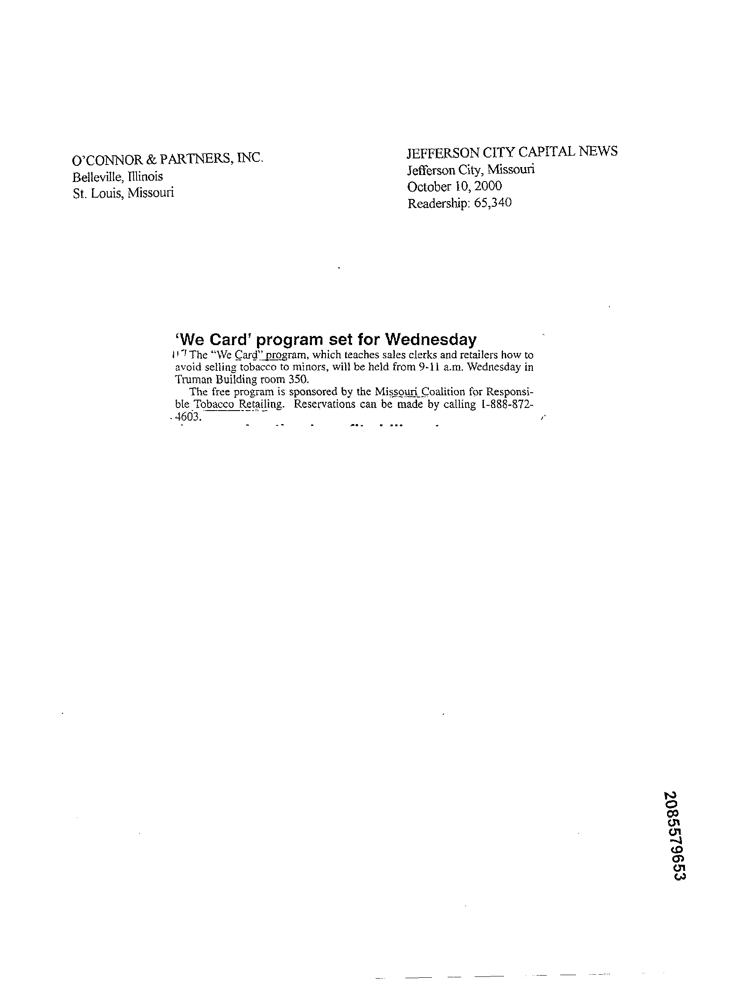 O'CONNOR & PARTNERS, INC.
Belleville, Illinois
St. Louis, Missouri
JEFFERSON CITY CAPITAL NEWS
Jefferson City, Missouri
October 10, 2000
Readership: 65,340
'We Card' program set for Wednesday
The "We Card" program, which teaches sales clerks and retailers how to
avoid selling tobacco to minors, will be held from 9-11 a.m. Wednesday in
Truman Building room 350.
The free program is sponsored by the Missouri Coalition for Responsi-
ble Tobacco Retailing. Reservations can be made by calling 1-888-872-
4603.
2085579653